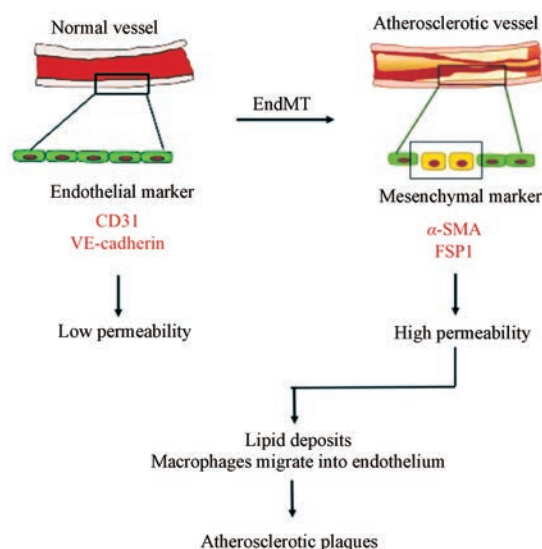 Normal vessel
Atherosclerotic vessel
EndMT
Endothelial marker
CD31
VE-cadherin
Mesenchymal marker
α-SMA
FSP1
Low permeability
High permeability
Lipid deposits
Macrophages migrate into endothelium
Atherosclerotic plaques